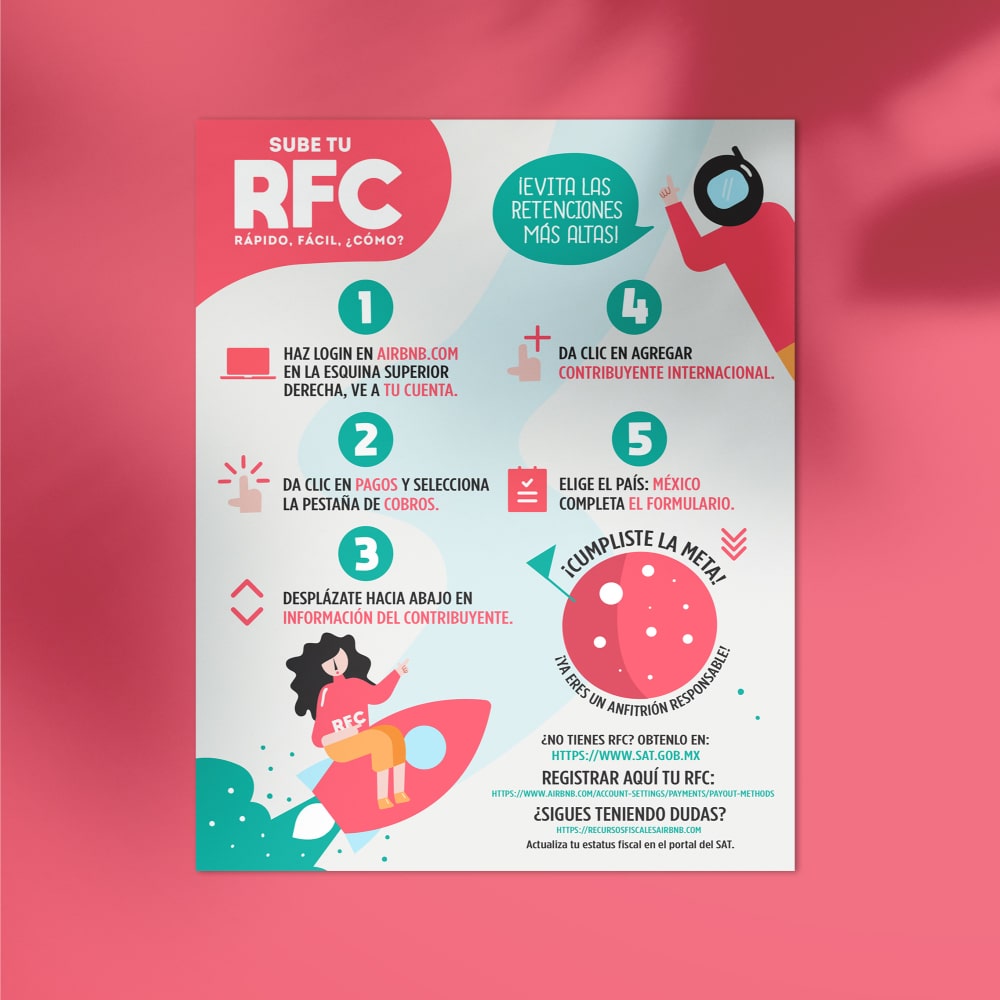 SUBE TU
RFC
RÁPIDO, FÁCIL, ¿CÓMO?
¡EVITA LAS
RETENCIONES
MÁS ALTAS!
1
HAZ LOGIN EN AIRBNB.COM
EN LA ESQUINA SUPERIOR
DERECHA, VE A TU CUENTA.
2
DA CLIC EN PAGOS Y SELECCIONA
LA PESTAÑA DE COBROS.
3
DESPLÁZATE HACIA ABAJO EN
INFORMACIÓN DEL CONTRIBUYENTE.
4
DA CLIC EN AGREGAR
CONTRIBUYENTE INTERNACIONAL.
5
ELIGE EL PAÍS: MÉXICO
COMPLETA EL FORMULARIO.
¡CUMPLISTE LA META!
¡YA ERES UN ANFITRIÓN RESPONSABLE!
RFC
¿NO TIENES RFC? OBTENLO EN:
HTTPS://WWW.SAT.GOB.MX
REGISTRAR AQUÍ TU RFC:
HTTPS://WWW.AIRBNB.COM/ACCOUNT-SETTINGS/PAYMENTS/PAYOUT-METHODS
¿SIGUES TENIENDO DUDAS?
HTTPS://RECURSOSFISCALESAIRBNB.COM
Actualiza tu estatus fiscal en el portal del SAT.